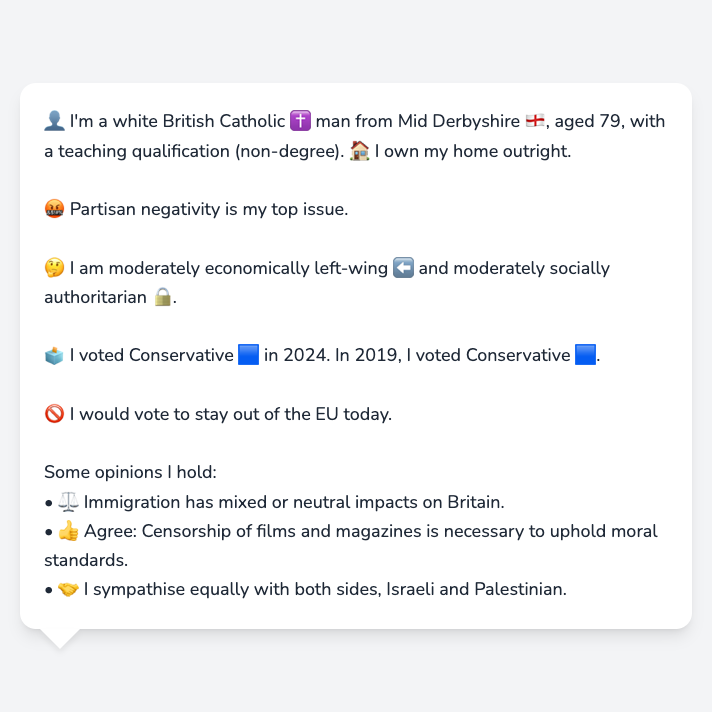 👤 I'm a white British Catholic ✝️ man from Mid Derbyshire 🏴󠁧󠁢󠁥󠁮󠁧󠁿, aged 79, with
a teaching qualification (non-degree). 🏠 I own my home outright.
🤬 Partisan negativity is my top issue.
🤔 I am moderately economically left-wing ⬅️ and moderately socially
authoritarian 🔒.
🗳️ I voted Conservative 🟦 in 2024. In 2019, I voted Conservative 🟦.
🚫 I would vote to stay out of the EU today.
Some opinions I hold:
• ⚖️ Immigration has mixed or neutral impacts on Britain.
• 👍 Agree: Censorship of films and magazines is necessary to uphold moral
standards.
• 🤝 I sympathise equally with both sides, Israeli and Palestinian.